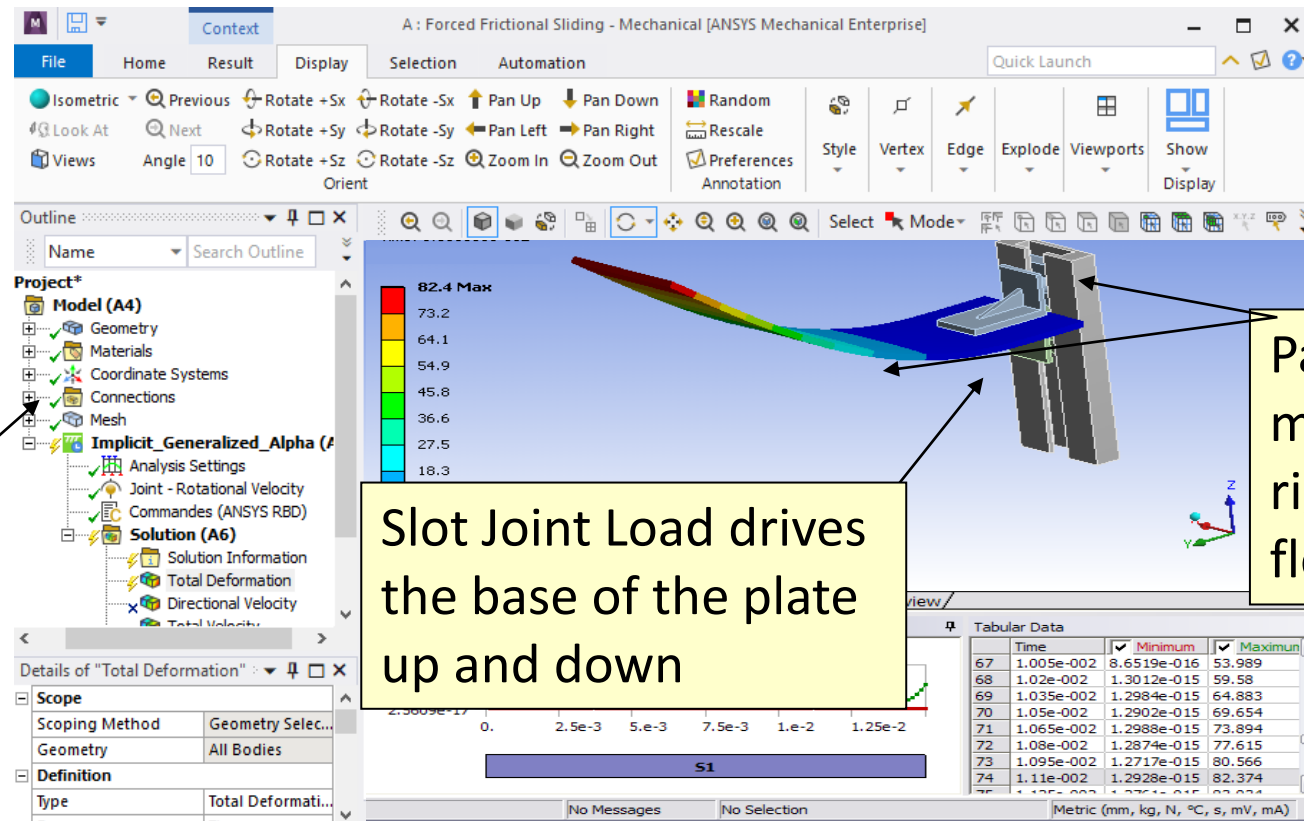 M
Context
A : Forced Frictional Sliding - Mechanical [ANSYS Mechanical Enterprise]
File Home Result Display Selection Automation Quick Launch
Isometric Previous Rotate +Sx Rotate -Sx Pan Up Pan Down Random
Look At Next Rotate +Sy Rotate -Sy Pan Left Pan Right Rescale
Views Angle 10 Rotate +Sz Rotate -Sz Zoom In Zoom Out Preferences
Style Vertex Edge Explode Viewports Show
Orient Annotation Display
Outline
Select Mode
Name Search Outline
Project*
Model (A4)
Geometry
Materials
Coordinate Systems
Connections
Mesh
Implicit_Generalized_Alpha (A
Analysis Settings
Joint - Rotational Velocity
Commandes (ANSYS RBD)
Solution (A6)
Solution Information
Total Deformation
Directional Velocity
Total Velocity
82.4 Max
73.2
64.1
54.9
45.8
36.6
27.5
18.3
Z
Y
Pa
m
ri
fl
Slot Joint Load drives
the base of the plate
up and down
view
Details of "Total Deformation"
Scope
Scoping Method Geometry Selec...
Geometry All Bodies
Definition
Type Total Deformati...
0. 2.5e-3 5.e-3 7.5e-3 1.e-2 1.25e-2
S1
Tabular Data
Time Minimum Maximum
67 1.005e-002 8.6519e-016 53.989
68 1.02e-002 1.3012e-015 59.58
69 1.035e-002 1.2984e-015 64.883
70 1.05e-002 1.2902e-015 69.654
71 1.065e-002 1.2988e-015 73.894
72 1.08e-002 1.2874e-015 77.615
73 1.095e-002 1.2717e-015 80.566
74 1.11e-002 1.2928e-015 82.374
No Messages No Selection Metric (mm, kg, N, °C, s, mV, mA)